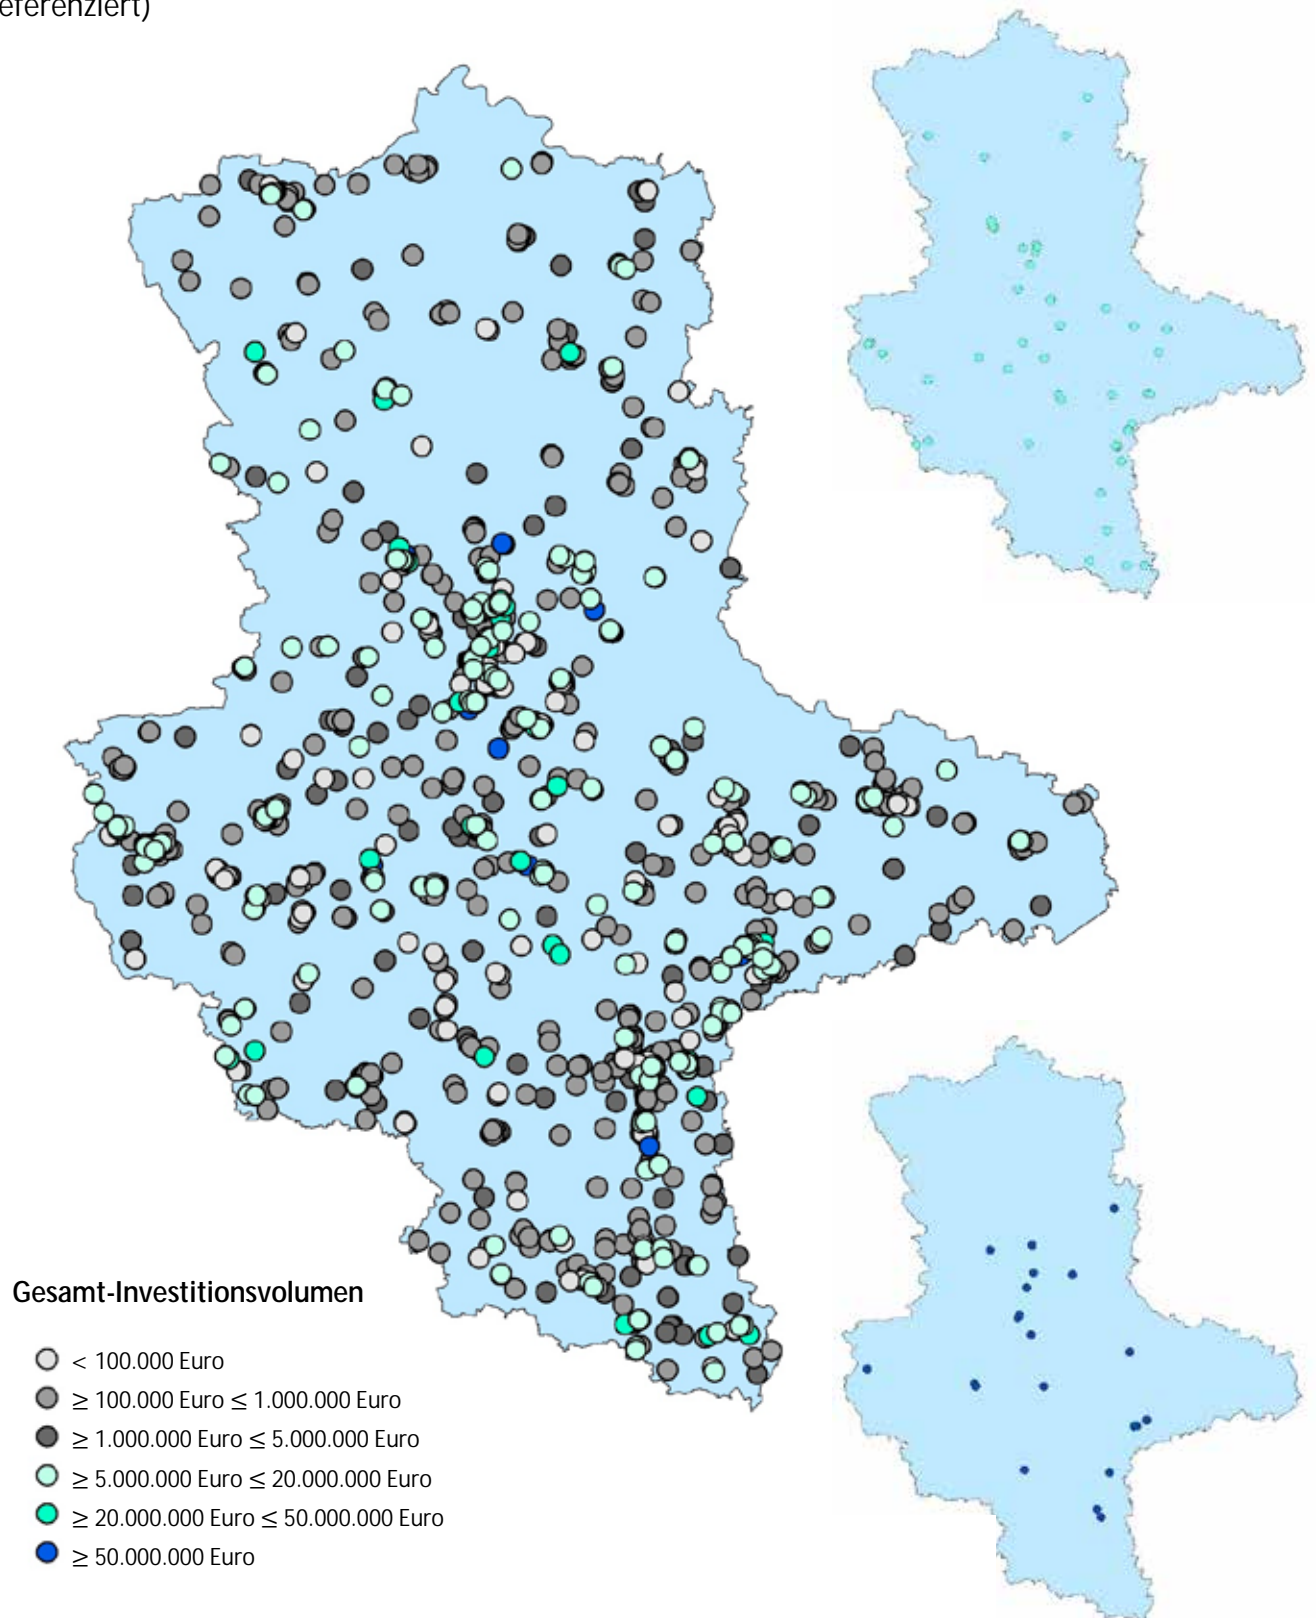 eferenziert)
Gesamt-Investitionsvolumen
< 100.000 Euro
≥ 100.000 Euro ≤ 1.000.000 Euro
≥ 1.000.000 Euro ≤ 5.000.000 Euro
≥ 5.000.000 Euro ≤ 20.000.000 Euro
≥ 20.000.000 Euro ≤ 50.000.000 Euro
≥ 50.000.000 Euro